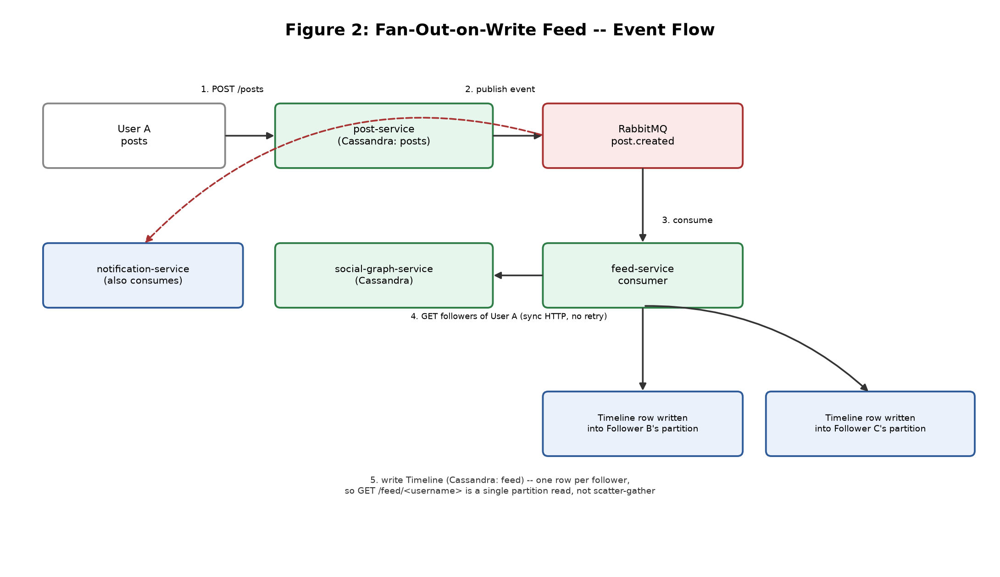 Figure 2: Fan-Out-on-Write Feed -- Event Flow
1. POST /posts
2. publish event
User A
posts
post-service
(Cassandra: posts)
RabbitMQ
post.created
3. consume
notification-service
(also consumes)
social-graph-service
(Cassandra)
feed-service
consumer
4. GET followers of User A (sync HTTP, no retry)
Timeline row written
into Follower B's partition
Timeline row written
into Follower C's partition
5. write Timeline (Cassandra: feed) -- one row per follower,
so GET /feed/<username> is a single partition read, not scatter-gather